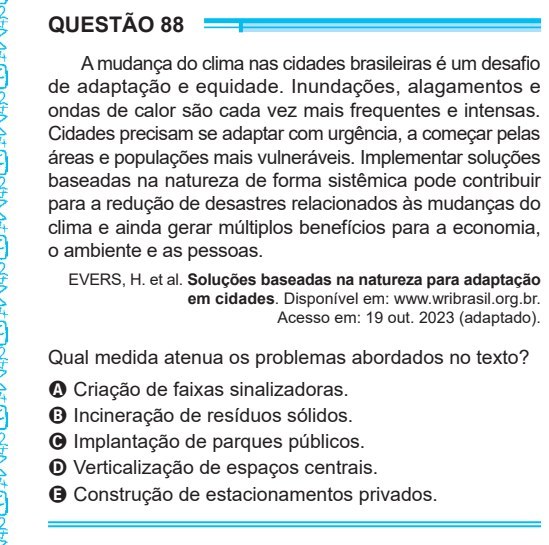 QUESTÃO 88
A mudança do clima nas cidades brasileiras é um desafio
de adaptação e equidade. Inundações, alagamentos e
ondas de calor são cada vez mais frequentes e intensas.
Cidades precisam se adaptar com urgência, a começar pelas
áreas e populações mais vulneráveis. Implementar soluções
baseadas na natureza de forma sistêmica pode contribuir
para a redução de desastres relacionados às mudanças do
clima e ainda gerar múltiplos benefícios para a economia,
o ambiente e as pessoas.
EVERS, H. et al. Soluções baseadas na natureza para adaptação
em cidades. Disponível em: www.wribrasil.org.br.
Acesso em: 19 out. 2023 (adaptado).
Qual medida atenua os problemas abordados no texto?
A Criação de faixas sinalizadoras.
B Incineração de resíduos sólidos.
C Implantação de parques públicos.
D Verticalização de espaços centrais.
E Construção de estacionamentos privados.